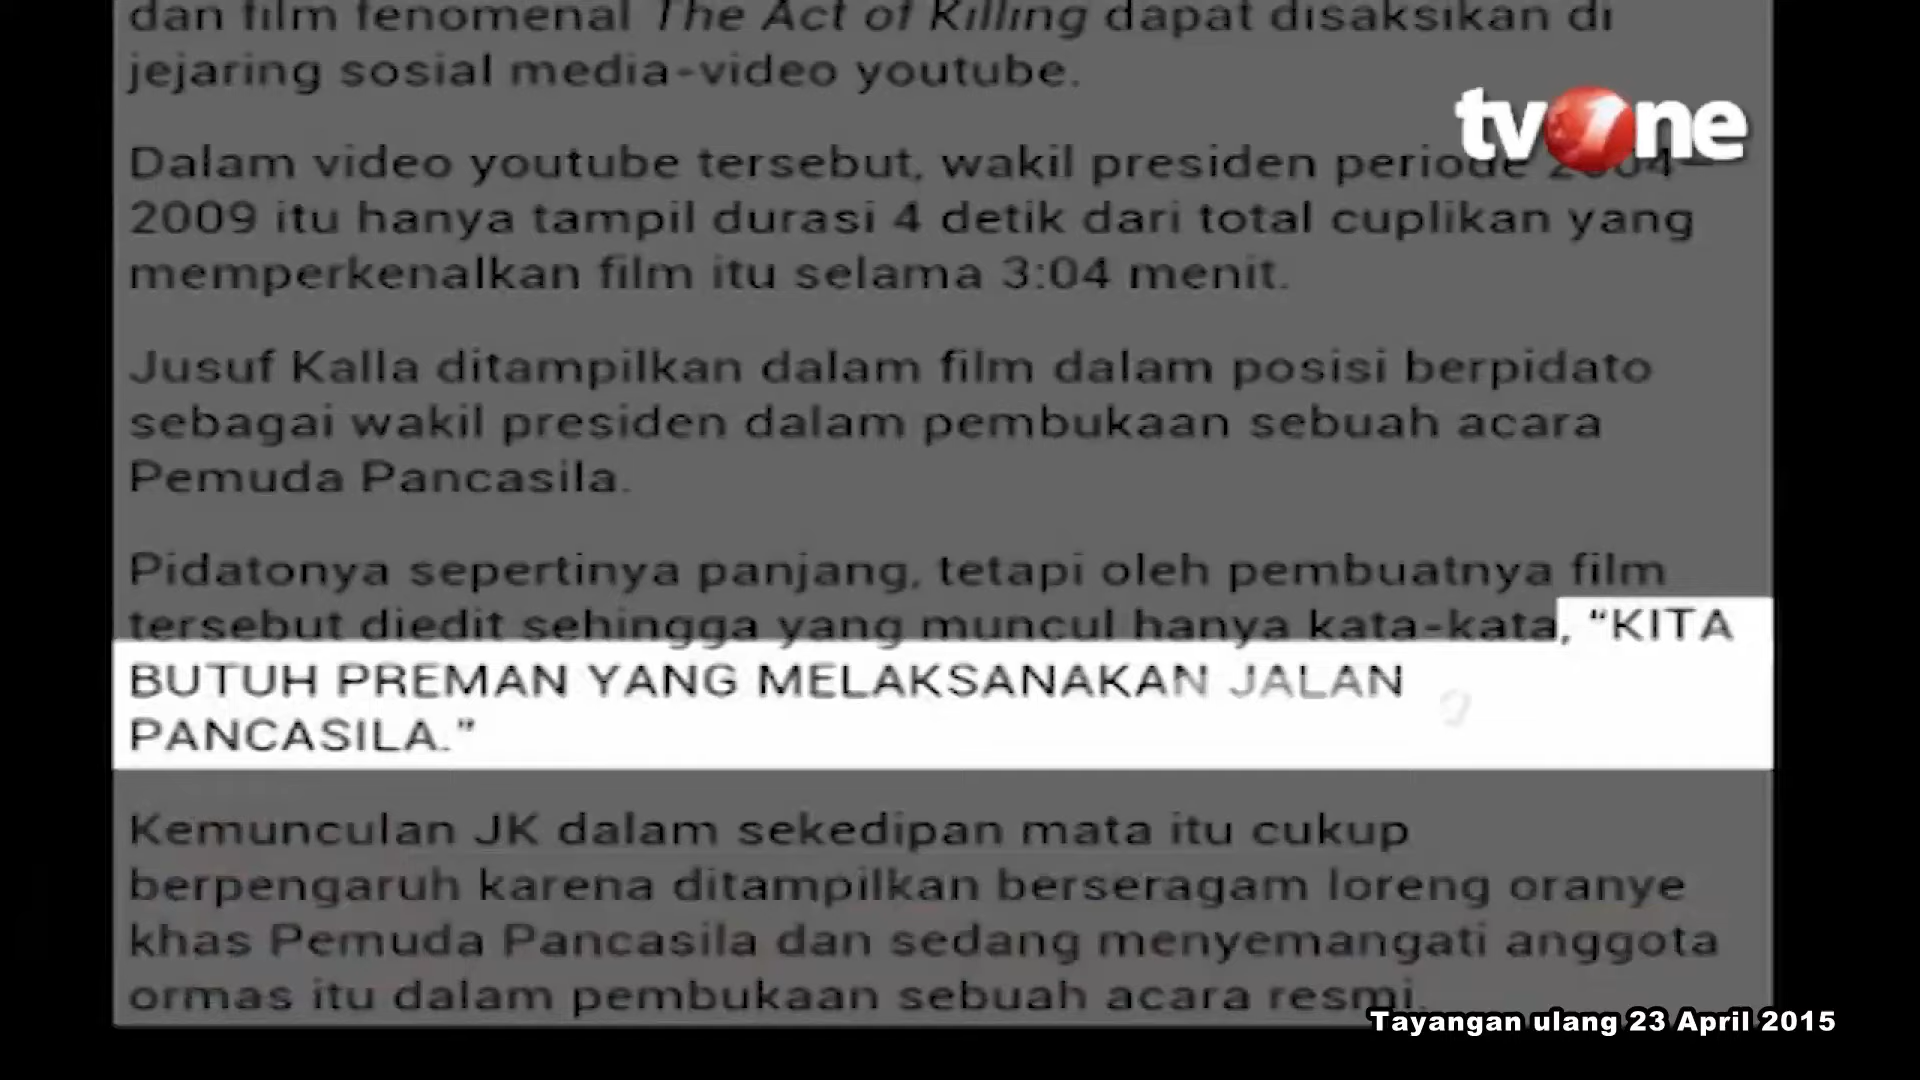 dan film fenomenal The Act of Killing dapat disaksikan di
jejaring sosial media-video youtube.
tvOne
Dalam video youtube tersebut, wakil presiden periode 2004–
2009 itu hanya tampil durasi 4 detik dari total cuplikan yang
memperkenalkan film itu selama 3:04 menit.
Jusuf Kalla ditampilkan dalam film dalam posisi berpidato
sebagai wakil presiden dalam pembukaan sebuah acara
Pemuda Pancasila.
Pidatonya sepertinya panjang, tetapi oleh pembuatnya film
tersebut diedit sehingga yang muncul hanya kata-kata, “KITA
BUTUH PREMAN YANG MELAKSANAKAN JALAN
PANCASILA.”
Kemunculan JK dalam sekedipan mata itu cukup
berpengaruh karena ditampilkan berseragam loreng oranye
khas Pemuda Pancasila dan sedang menyemangati anggota
ormas itu dalam pembukaan sebuah acara resmi.
Tayangan ulang 23 April 2015